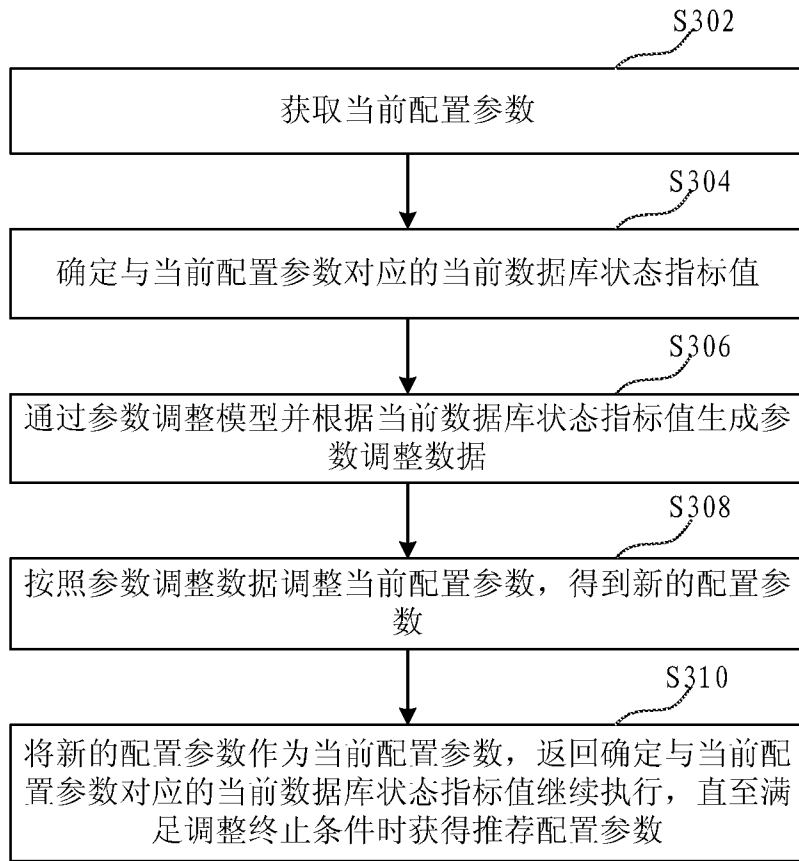 S302
获取当前配置参数
S304
确定与当前配置参数对应的当前数据库状态指标值
S306
通过参数调整模型并根据当前数据库状态指标值生成参
数调整数据
S308
按照参数调整数据调整当前配置参数，得到新的配置参
数
S310
将新的配置参数作为当前配置参数，返回确定与当前配
置参数对应的当前数据库状态指标值继续执行，直至满
足调整终止条件时获得推荐配置参数